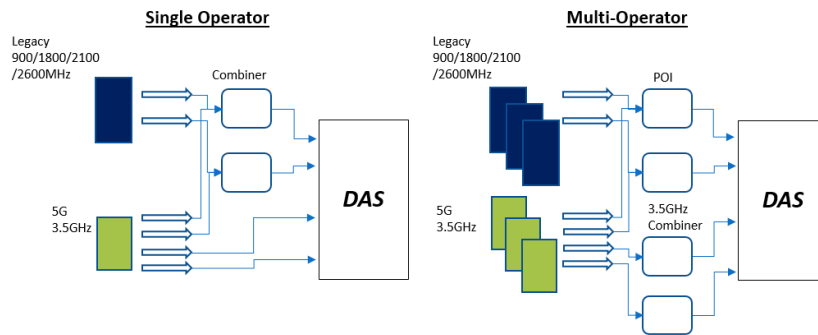 Single Operator
Legacy
900/1800/2100
/2600MHz
Combiner
DAS
5G
3.5GHz
Multi-Operator
Legacy
900/1800/2100
/2600MHz
POI
DAS
5G
3.5GHz
3.5GHz
Combiner